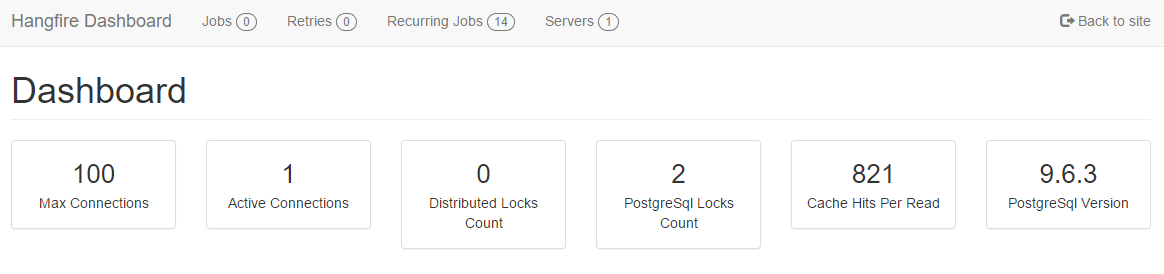 Hangfire Dashboard Jobs 0 Retries 0 Recurring Jobs 14 Servers 1 Back to site
Dashboard
100
Max Connections
1
Active Connections
0
Distributed Locks
Count
2
PostgreSql Locks
Count
821
Cache Hits Per Read
9.6.3
PostgreSql Version